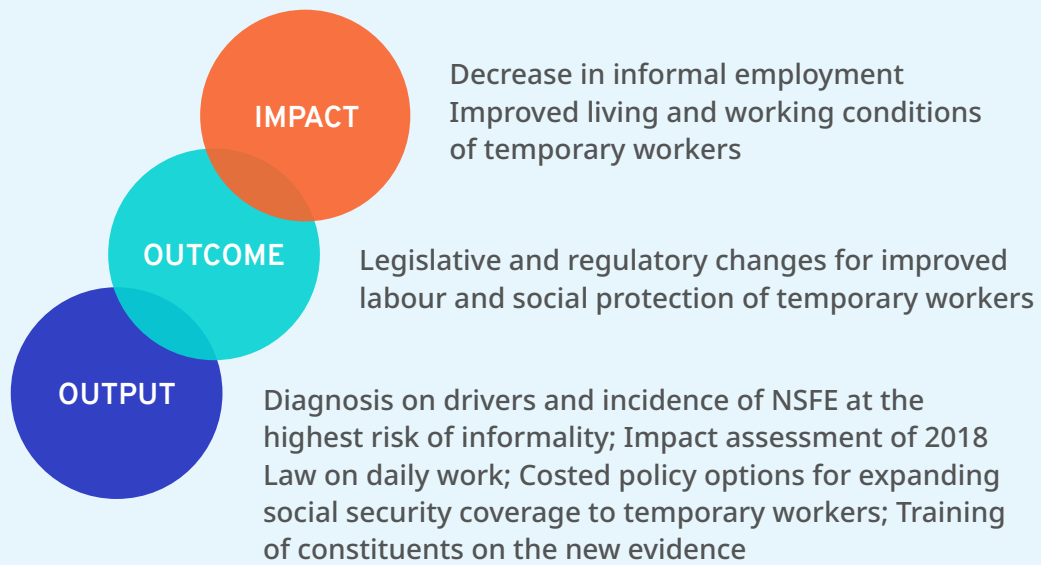 IMPACT
Decrease in informal employment
Improved living and working conditions
of temporary workers
OUTCOME
Legislative and regulatory changes for improved
labour and social protection of temporary workers
OUTPUT
Diagnosis on drivers and incidence of NSFE at the
highest risk of informality; Impact assessment of 2018
Law on daily work; Costed policy options for expanding
social security coverage to temporary workers; Training
of constituents on the new evidence